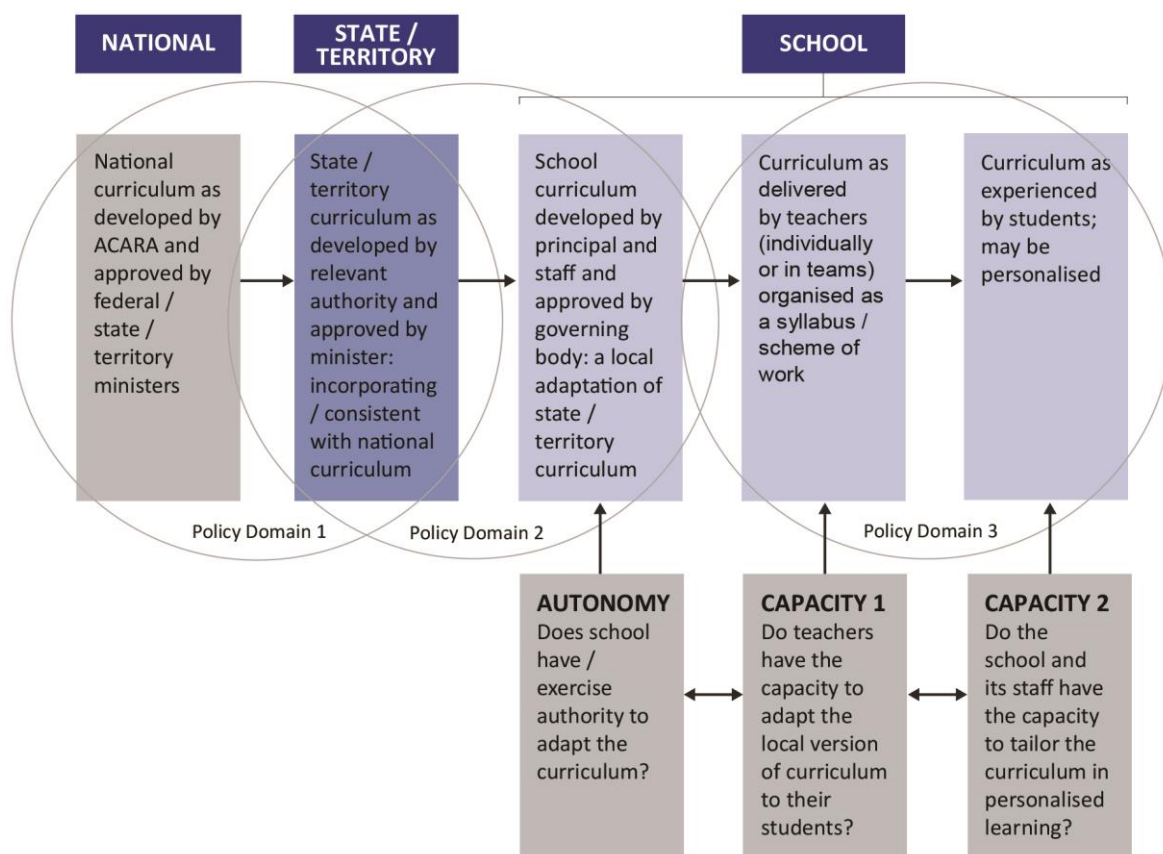 NATIONAL
STATE /
TERRITORY
SCHOOL
National
curriculum as
developed by
ACARA and
approved by
federal /
state /
territory
ministers
State /
territory
curriculum as
developed by
relevant
authority and
approved by
minister:
incorporating
/ consistent
with national
curriculum
School
curriculum
developed by
principal and
staff and
approved by
governing
body: a local
adaptation of
state /
territory
curriculum
Curriculum as
delivered
by teachers
(individually
or in teams)
organised as
a syllabus /
scheme of
work
Curriculum as
experienced
by students;
may be
personalised
Policy Domain 1
Policy Domain 2
Policy Domain 3
AUTONOMY
Does school
have /
exercise
authority to
adapt the
curriculum?
CAPACITY 1
Do teachers
have the
capacity to
adapt the
local version
of curriculum
to their
students?
CAPACITY 2
Do the
school and
its staff have
the capacity
to tailor the
curriculum in
personalised
learning?